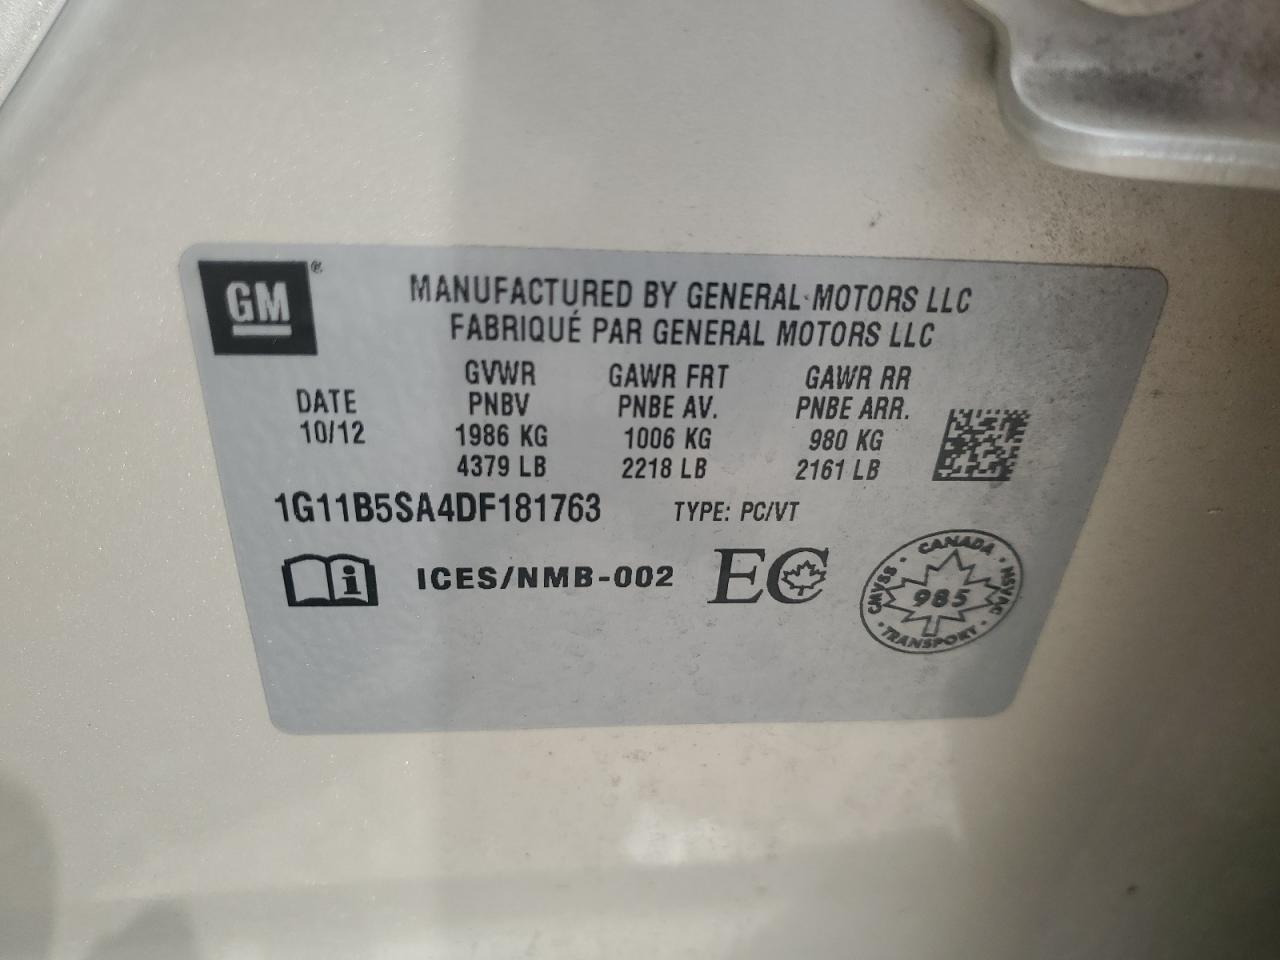 GM®
MANUFACTURED BY GENERAL MOTORS LLC
FABRIQUÉ PAR GENERAL MOTORS LLC
DATE
10/12
GVWR
PNBV
1986 KG
4379 LB
GAWR FRT
PNBE AV.
1006 KG
2218 LB
GAWR RR
PNBE ARR.
980 KG
2161 LB
1G11B5SA4DF181763 TYPE: PC/VT
i ICES/NMB-002 EC
CANADA
CMVSS 985 NSVAC
TRANSPORT